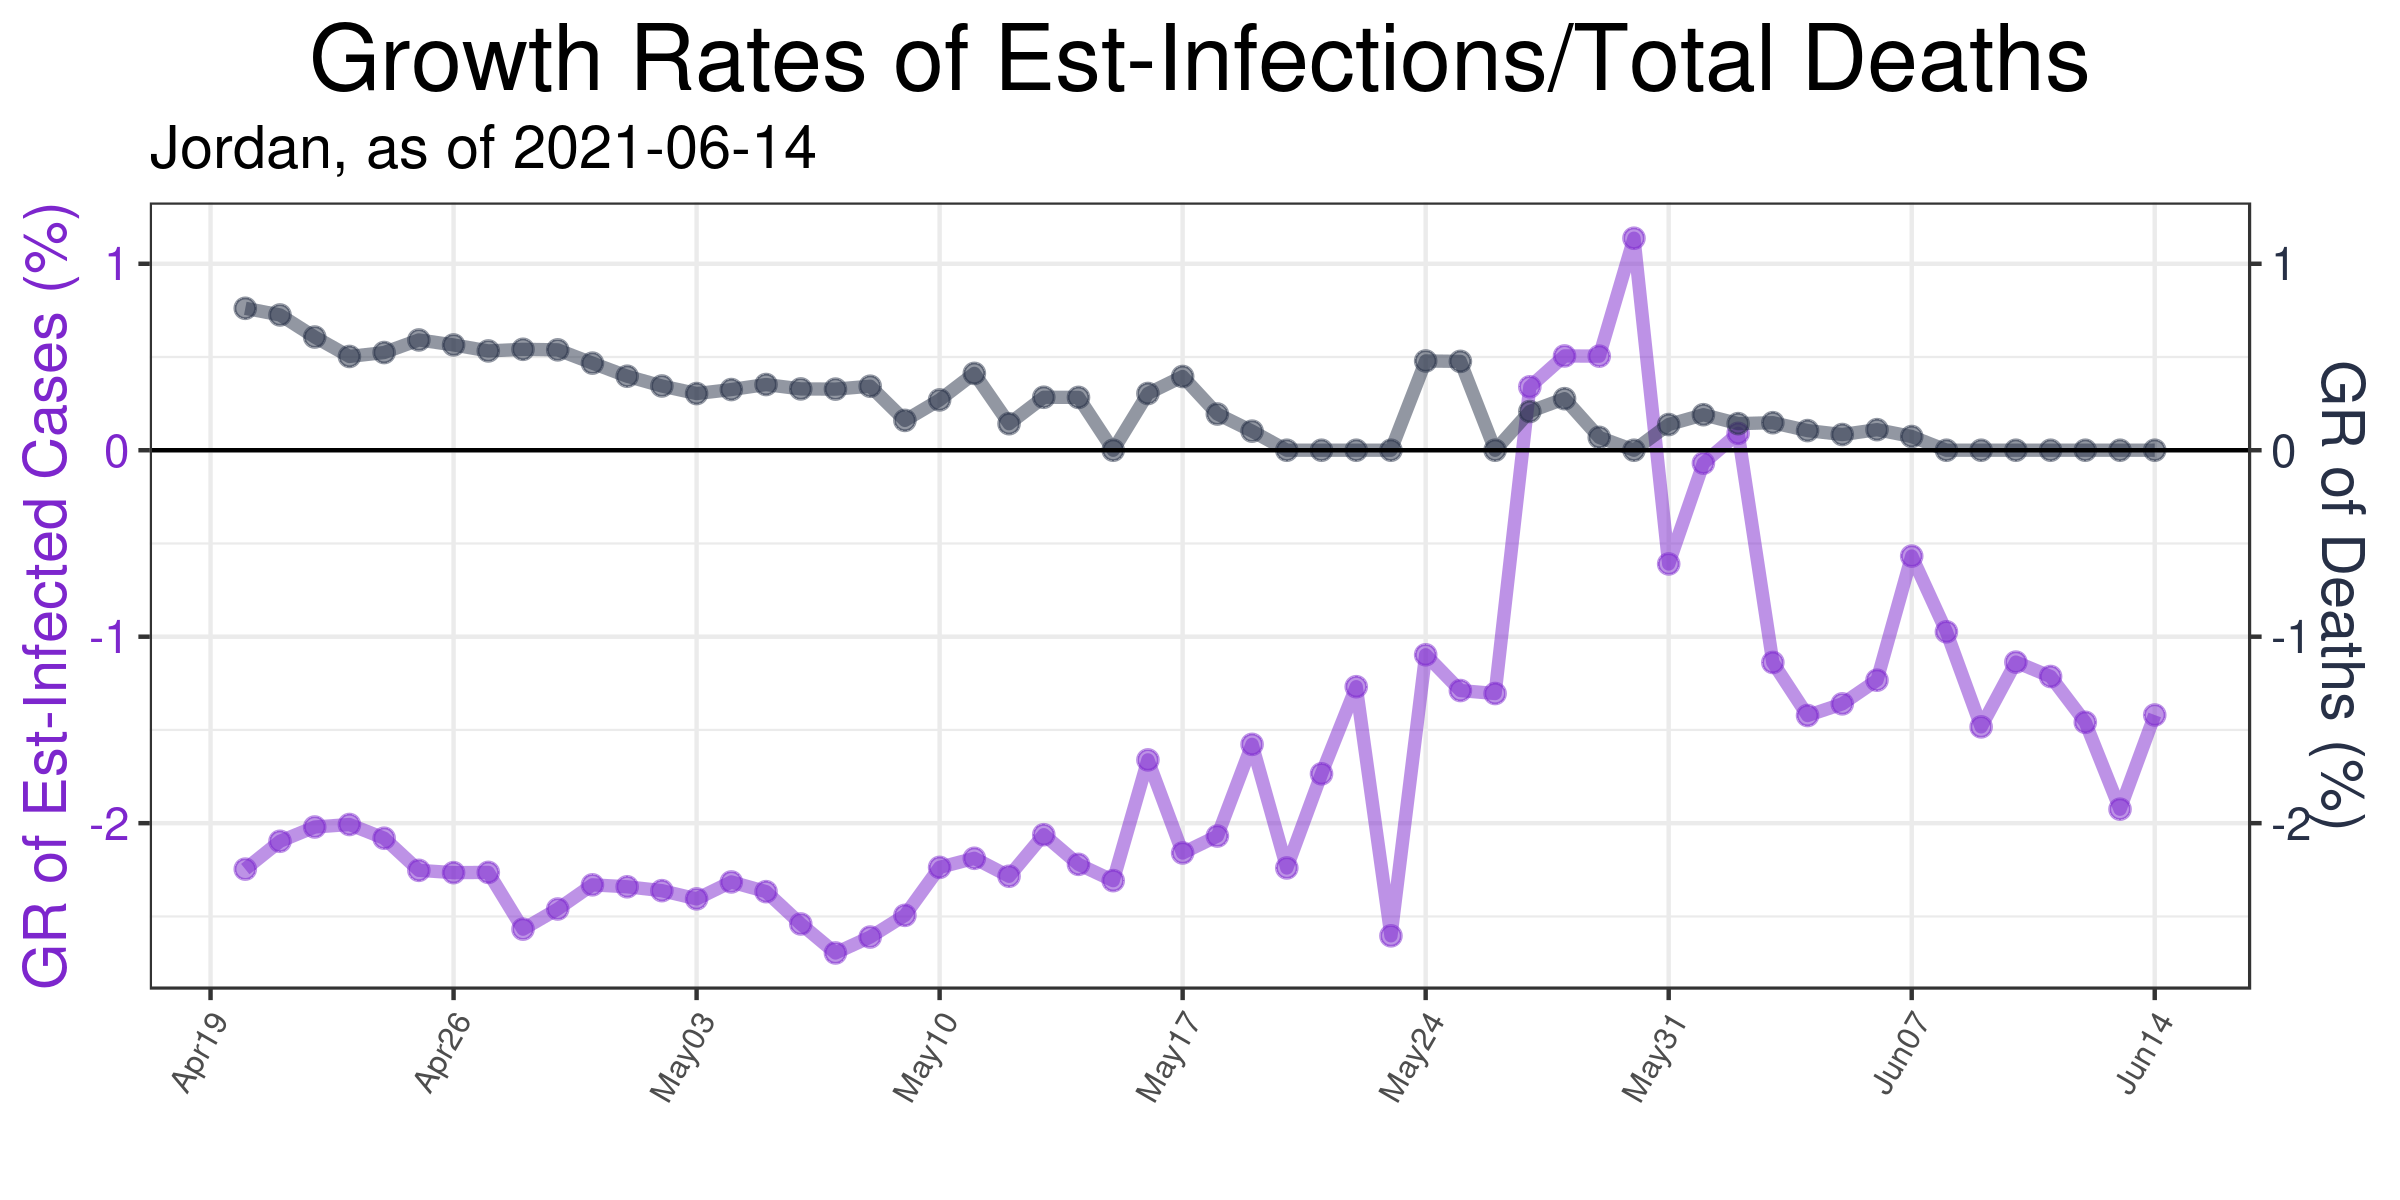 Growth Rates of Est-Infections/Total Deaths
Jordan, as of 2021-06-14
GR of Est-Infected Cases (%)
1
0
-1
-2
1
0
-1
-2
GR of Deaths (%)
Apr19
Apr26
May03
May10
May17
May24
May31
Jun07
Jun14